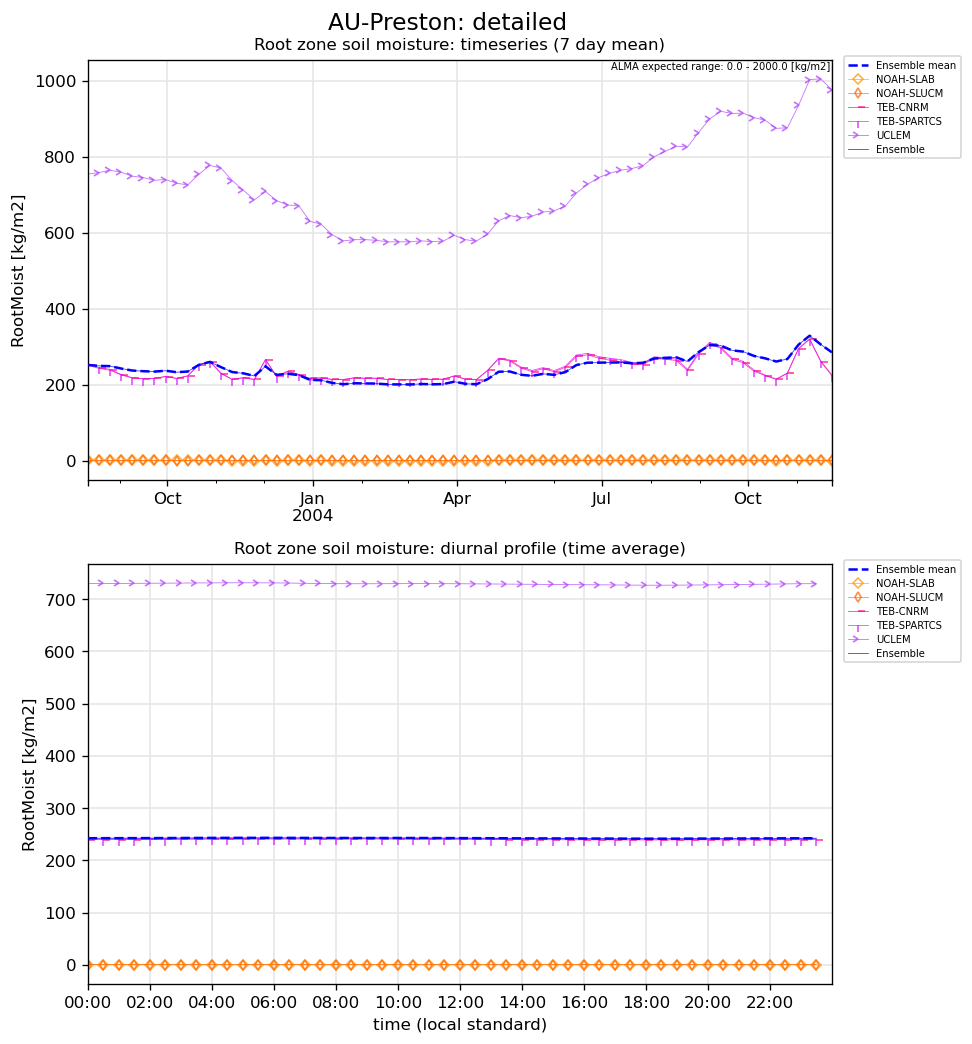 AU-Preston: detailed
Root zone soil moisture: timeseries (7 day mean)
ALMA expected range: 0.0 - 2000.0 [kg/m2]
RootMoist [kg/m2]
1000
800
600
400
200
0
Oct
Jan
2004
Apr
Jul
Oct
Ensemble mean
NOAH-SLAB
NOAH-SLUCM
TEB-CNRM
TEB-SPARTCS
UCLEM
Ensemble
Root zone soil moisture: diurnal profile (time average)
RootMoist [kg/m2]
700
600
500
400
300
200
100
0
00:00 02:00 04:00 06:00 08:00 10:00 12:00 14:00 16:00 18:00 20:00 22:00
time (local standard)
Ensemble mean
NOAH-SLAB
NOAH-SLUCM
TEB-CNRM
TEB-SPARTCS
UCLEM
Ensemble